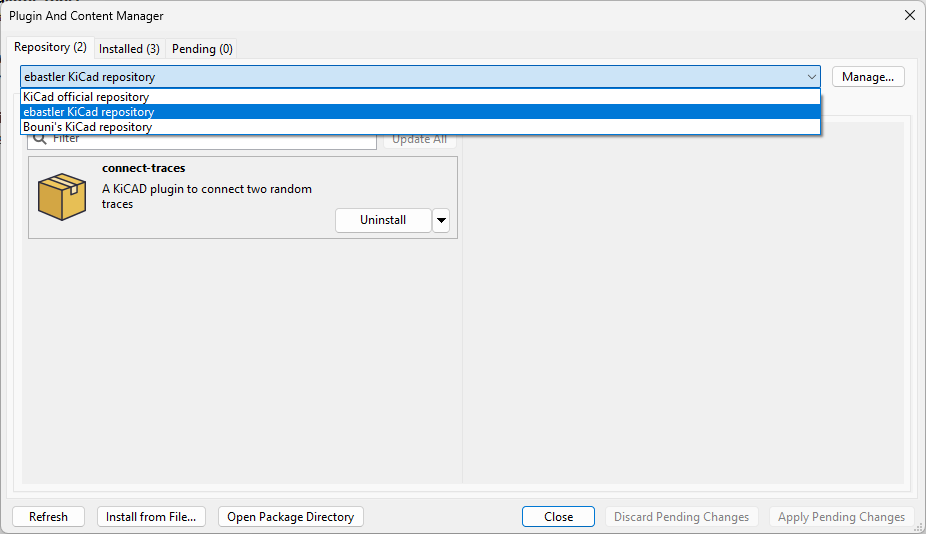 Plugin And Content Manager
Repository (2) Installed (3) Pending (0)
ebastler KiCad repository Manage...
KiCad official repository
ebastler KiCad repository
Bouni's KiCad repository
Filter Update All
connect-traces
A KiCAD plugin to connect two random
traces
Uninstall
Refresh Install from File... Open Package Directory Close Discard Pending Changes Apply Pending Changes